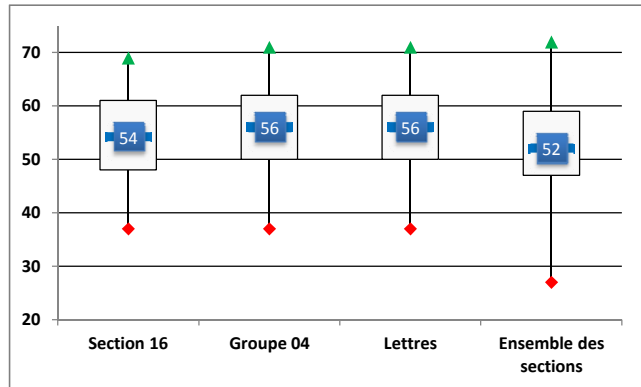 70
60
50
40
30
20
54
56
56
52
Section 16
Groupe 04
Lettres
Ensemble des
sections